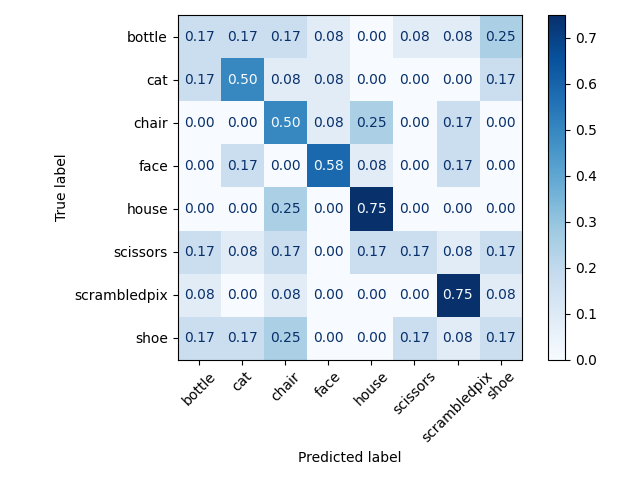 bottle 0.17 0.17 0.17 0.08 0.00 0.08 0.08 0.25
cat 0.17 0.50 0.08 0.08 0.00 0.00 0.00 0.17
chair 0.00 0.00 0.50 0.08 0.25 0.00 0.17 0.00
face 0.00 0.17 0.00 0.58 0.08 0.00 0.17 0.00
house 0.00 0.00 0.25 0.00 0.75 0.00 0.00 0.00
scissors 0.17 0.08 0.17 0.00 0.17 0.17 0.08 0.17
scrambledpix 0.08 0.00 0.08 0.00 0.00 0.00 0.75 0.08
shoe 0.17 0.17 0.25 0.00 0.00 0.17 0.08 0.17
True label
bottle cat chair face house scissors scrambledpix shoe
Predicted label
0.7
0.6
0.5
0.4
0.3
0.2
0.1
0.0